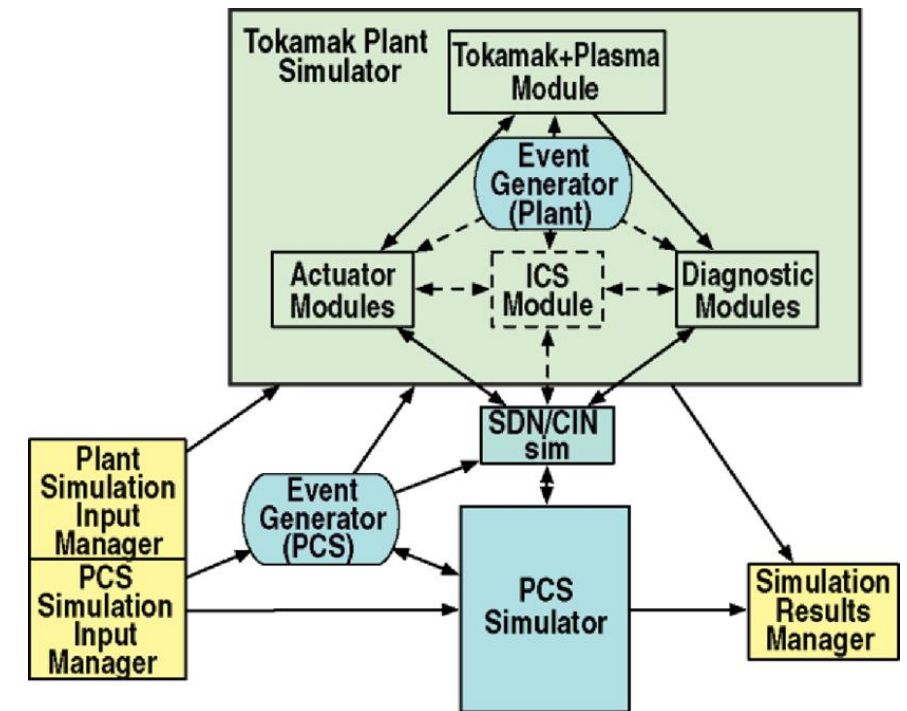 Tokamak Plant
Simulator
Tokamak+Plasma
Module
Event
Generator
(Plant)
Actuator
Modules
ICS
Module
Diagnostic
Modules
SDN/CIN
sim
Plant
Simulation
Input
Manager
Event
Generator
(PCS)
PCS
Simulation
Input
Manager
PCS
Simulator
Simulation
Results
Manager